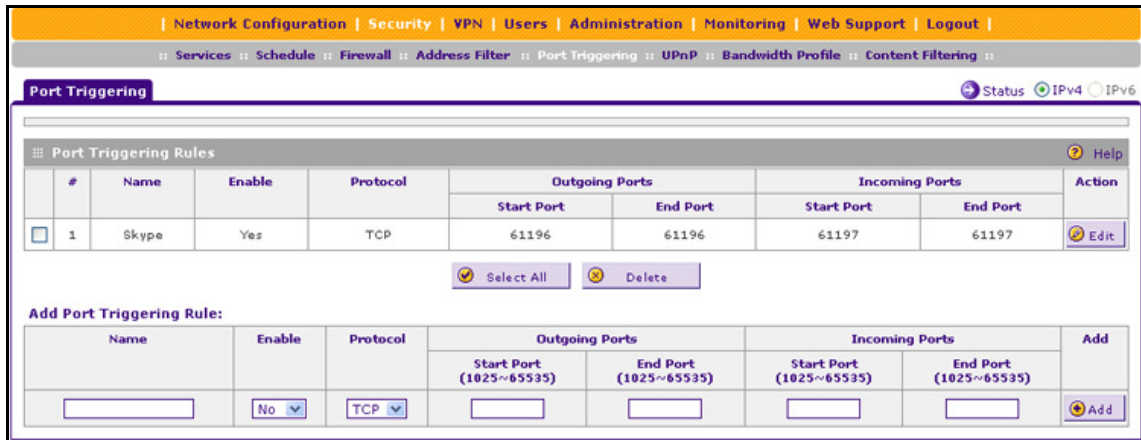 | Network Configuration | Security | VPN | Users | Administration | Monitoring | Web Support | Logout |
:: Services :: Schedule :: Firewall :: Address Filter :: Port Triggering :: UPnP :: Bandwidth Profile :: Content Filtering ::
Port Triggering Status IPv4 IPv6
Port Triggering Rules Help
# Name Enable Protocol Outgoing Ports Incoming Ports Action
Start Port End Port Start Port End Port
1 Skype Yes TCP 61196 61196 61197 61197 Edit
Select All Delete
Add Port Triggering Rule:
Name Enable Protocol Outgoing Ports Incoming Ports Add
Start Port End Port Start Port End Port
(1025~65535) (1025~65535) (1025~65535) (1025~65535)
No TCP Add